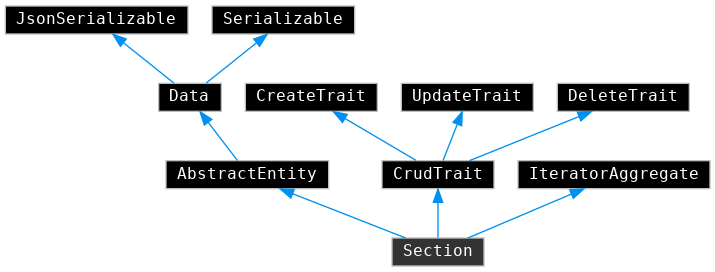 JsonSerializable
Serializable
Data
CreateTrait
UpdateTrait
DeleteTrait
AbstractEntity
CrudTrait
IteratorAggregate
Section